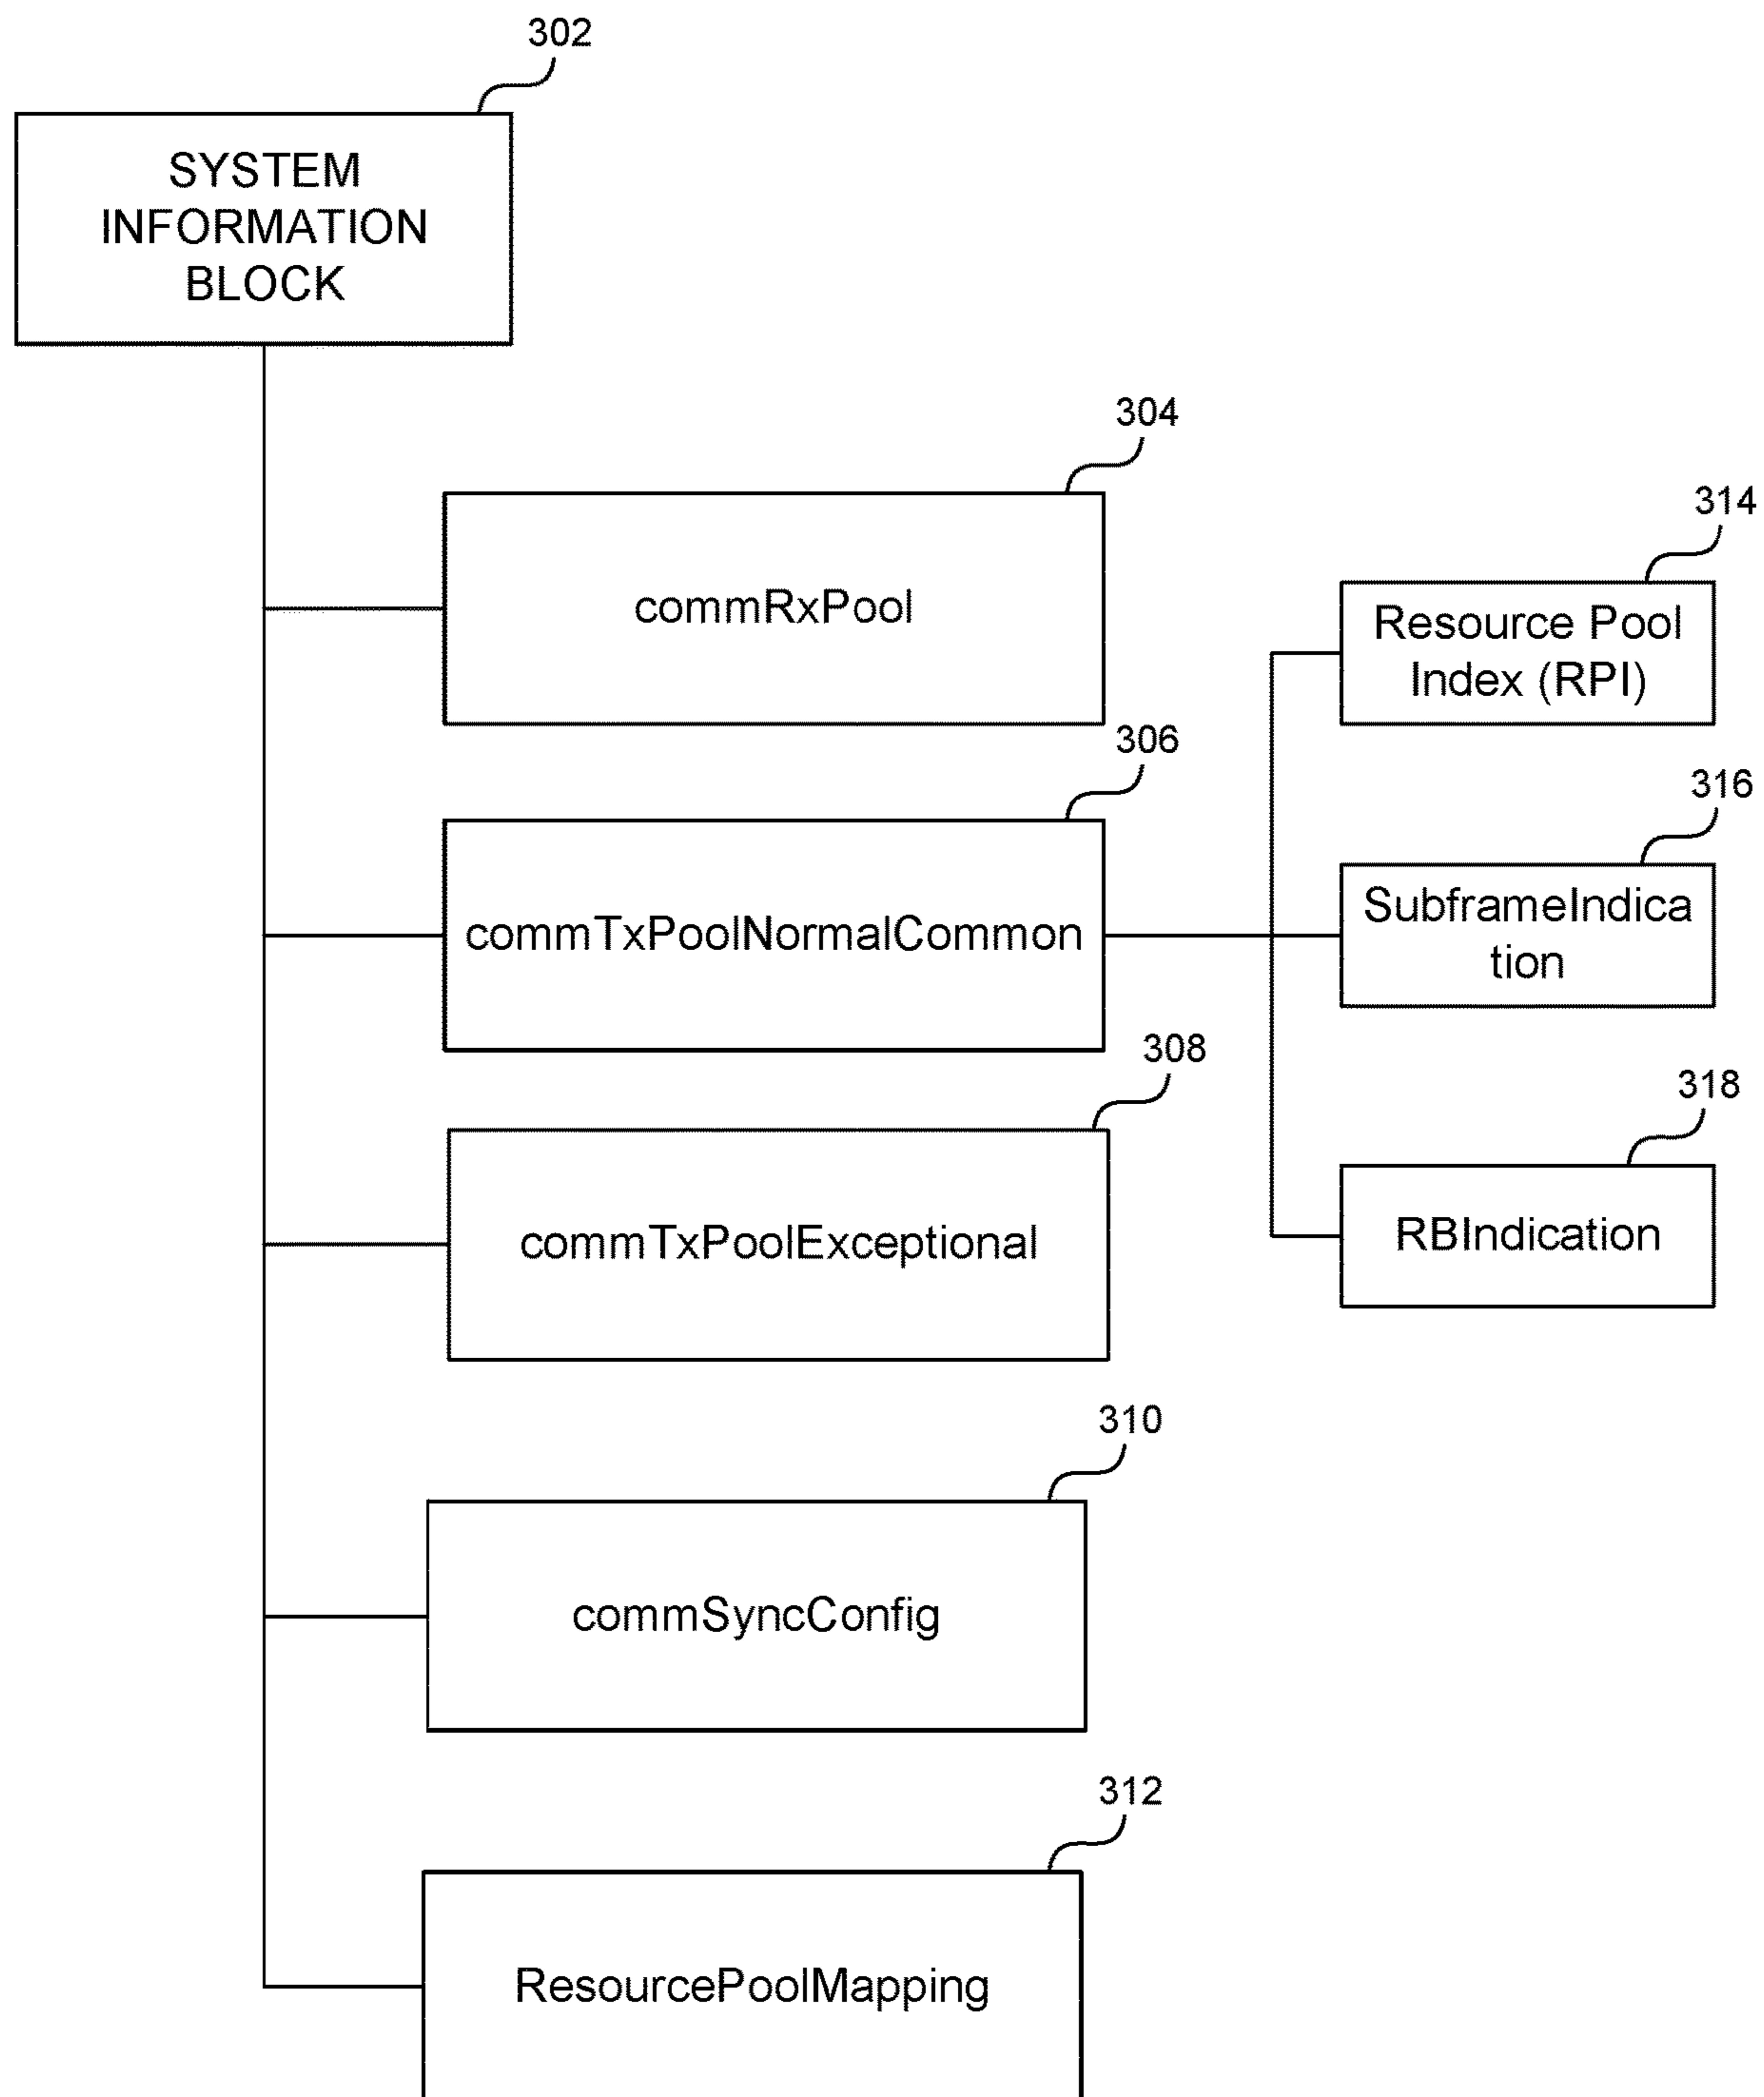 302
SYSTEM
INFORMATION
BLOCK
304
commRxPool
314
Resource Pool
Index (RPI)
306
commTxPoolNormalCommon
316
SubframeIndica
tion
308
commTxPoolExceptional
318
RBIndication
310
commSyncConfig
312
ResourcePoolMapping